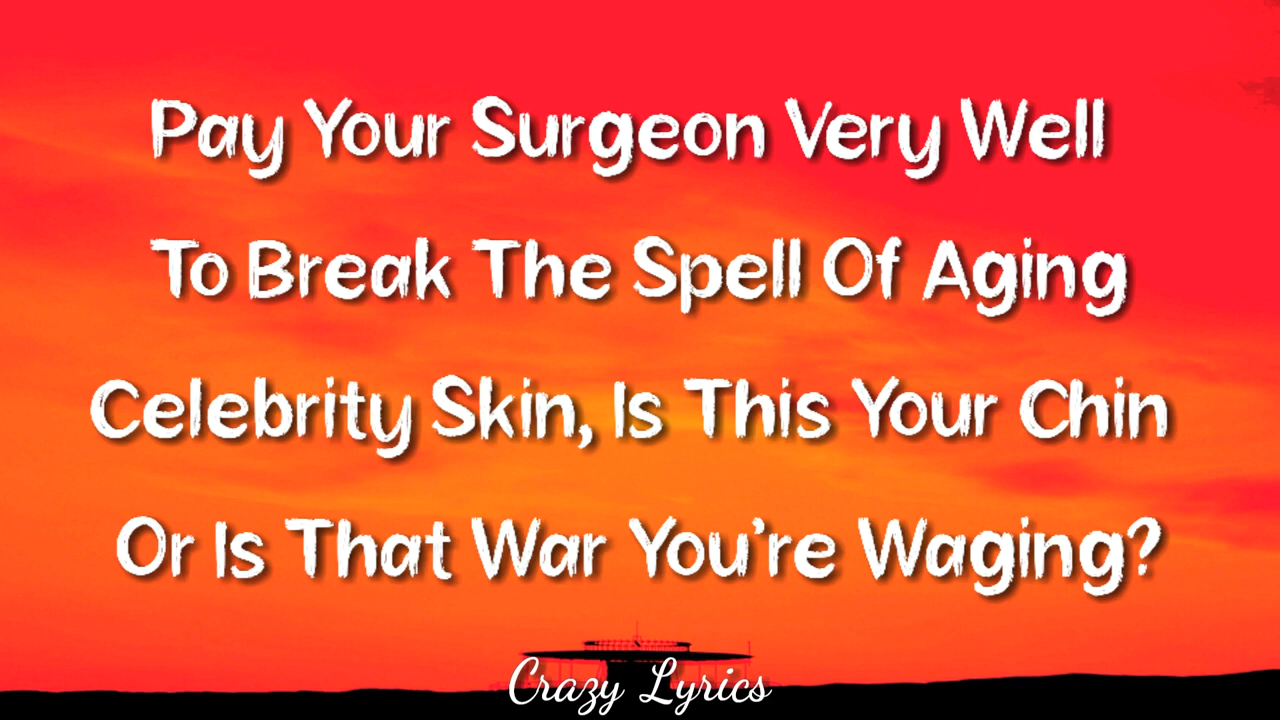 Pay Your Surgeon Very Well
To Break The Spell Of Aging
Celebrity Skin, Is This Your Chin
Or Is That War You're Waging?
Crazy Lyrics